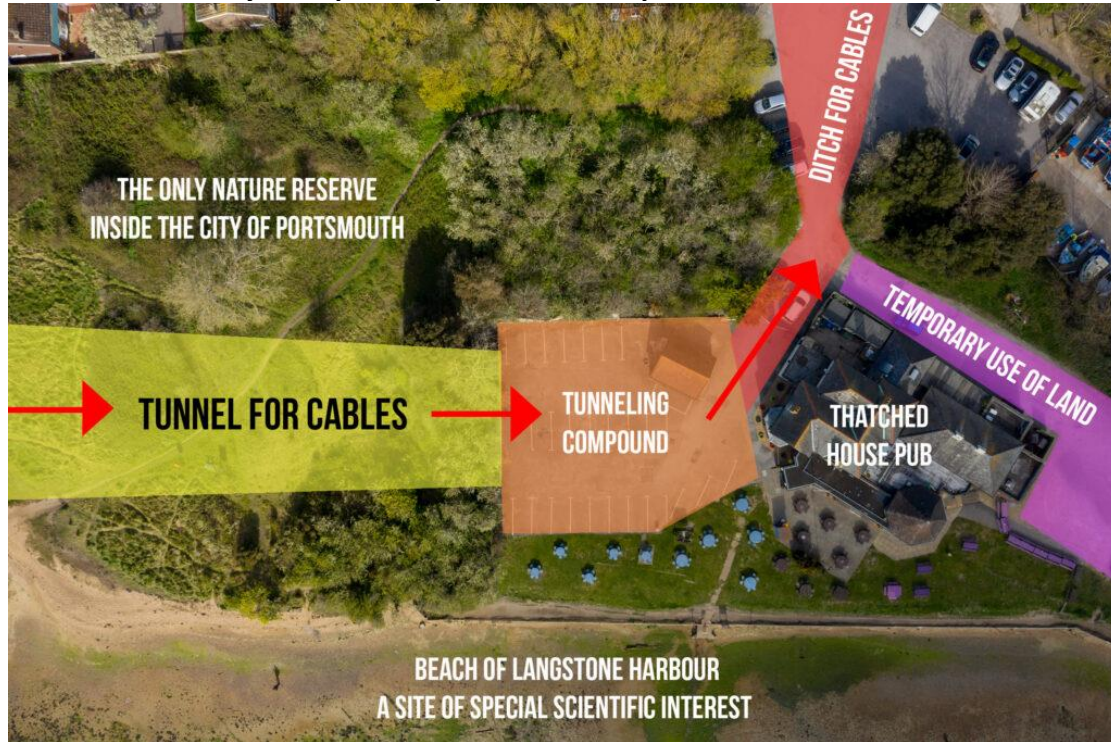 DITCH FOR CABLES
THE ONLY NATURE RESERVE
INSIDE THE CITY OF PORTSMOUTH
TEMPORARY USE OF LAND
TUNNEL FOR CABLES
TUNNELING
COMPOUND
THATCHED
HOUSE PUB
BEACH OF LANGSTONE HARBOUR
A SITE OF SPECIAL SCIENTIFIC INTEREST